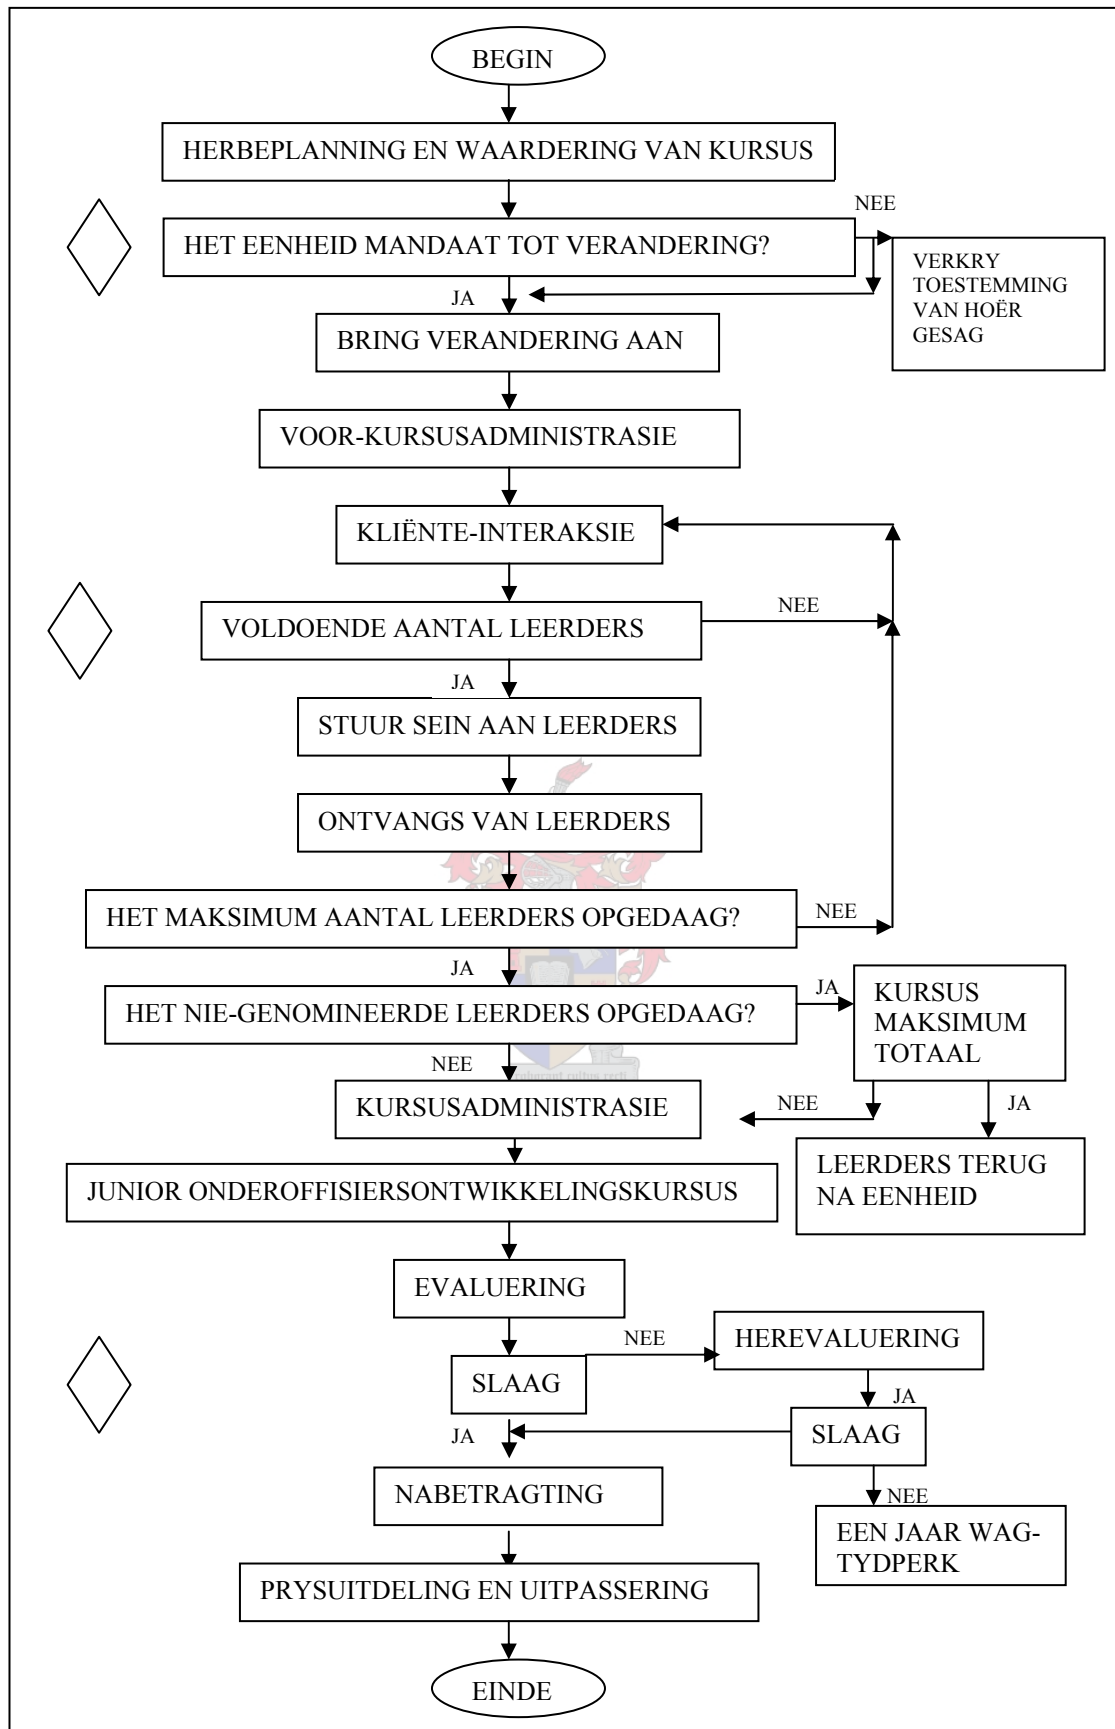 BEGIN
HERBEPLANNING EN WAARDERING VAN KURSUS
NEE
HET EENHEID MANDAAT TOT VERANDERING?
VERKRY
TOESTEMMING
VAN HOËR
GESAG
JA
BRING VERANDERING AAN
VOOR-KURSUSADMINISTRASIE
KLIËNTE-INTERAKSIE
VOLDOENDE AANTAL LEERDERS
NEE
JA
STUUR SEIN AAN LEERDERS
ONTVANGS VAN LEERDERS
HET MAKSIMUM AANTAL LEERDERS OPGEDAAG?
NEE
JA
HET NIE-GENOMINEERDE LEERDERS OPGEDAAG?
JA
KURSUS
MAKSIMUM
TOTAAL
NEE
KURSUSADMINISTRASIE
NEE
JA
LEERDERS TERUG
NA EENHEID
JUNIOR ONDEROFFISIERSONTWIKKELINGSKURSUS
EVALUERING
NEE
HEREVALUERING
SLAAG
JA
SLAAG
JA
NEE
NABETRAGTING
EEN JAAR WAG-
TYDPERK
PRYSUITDELING EN UITPASSERING
EINDE